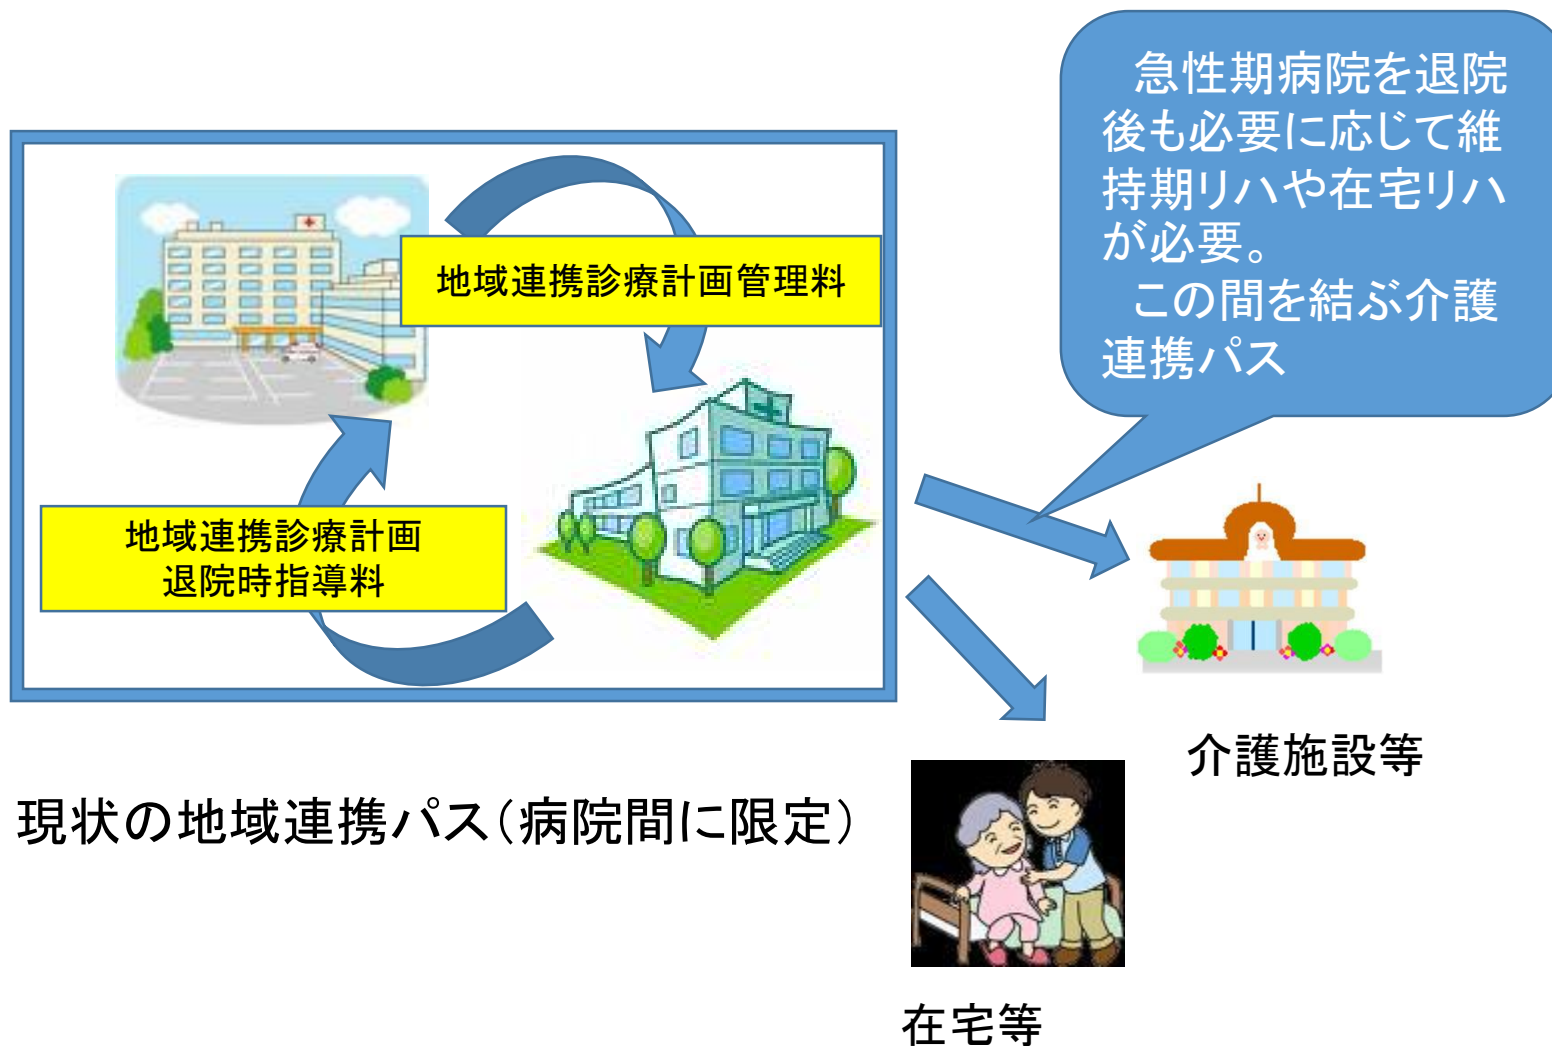 急性期病院を退院
後も必要に応じて維
持期リハや在宅リハ
が必要。
この間を結ぶ介護
連携パス
地域連携診療計画管理料
地域連携診療計画
退院時指導料
介護施設等
現状の地域連携パス（病院間に限定）
在宅等